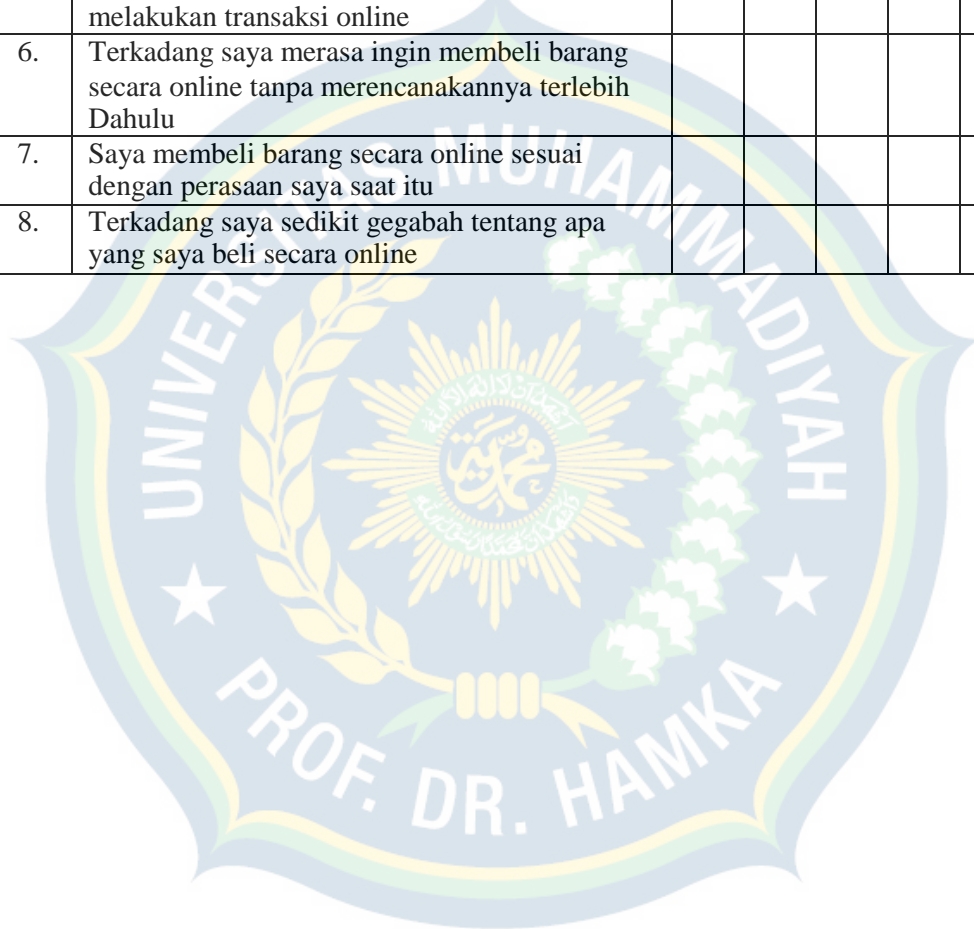 melakukan transaksi online
6. Terkadang saya merasa ingin membeli barang
secara online tanpa merencanakannya terlebih
Dahulu
7. Saya membeli barang secara online sesuai
dengan perasaan saya saat itu
8. Terkadang saya sedikit gegabah tentang apa
yang saya beli secara online
UNIVERSITAS MUHAMMADIYAH
PROF. DR. HAMKA
محمدية